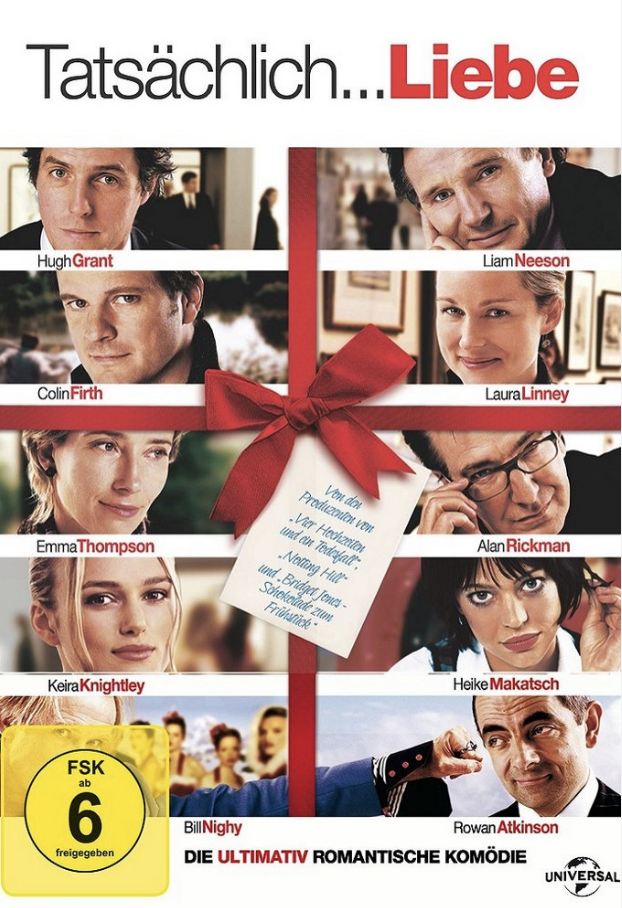 Tatsächlich...Liebe
Hugh Grant
Liam Neeson
Colin Firth
Laura Linney
Von den
Produzenten von
„Vier Hochzeiten
und ein Todesfall",
„Notting Hill"
und „Bridget Jones -
Schokolade zum
Frühstück."
Emma Thompson
Alan Rickman
Keira Knightley
Heike Makatsch
Bill Nighy
Rowan Atkinson
FSK
ab
6
freigegeben
DIE ULTIMATIV ROMANTISCHE KOMÖDIE
UNIVERSAL